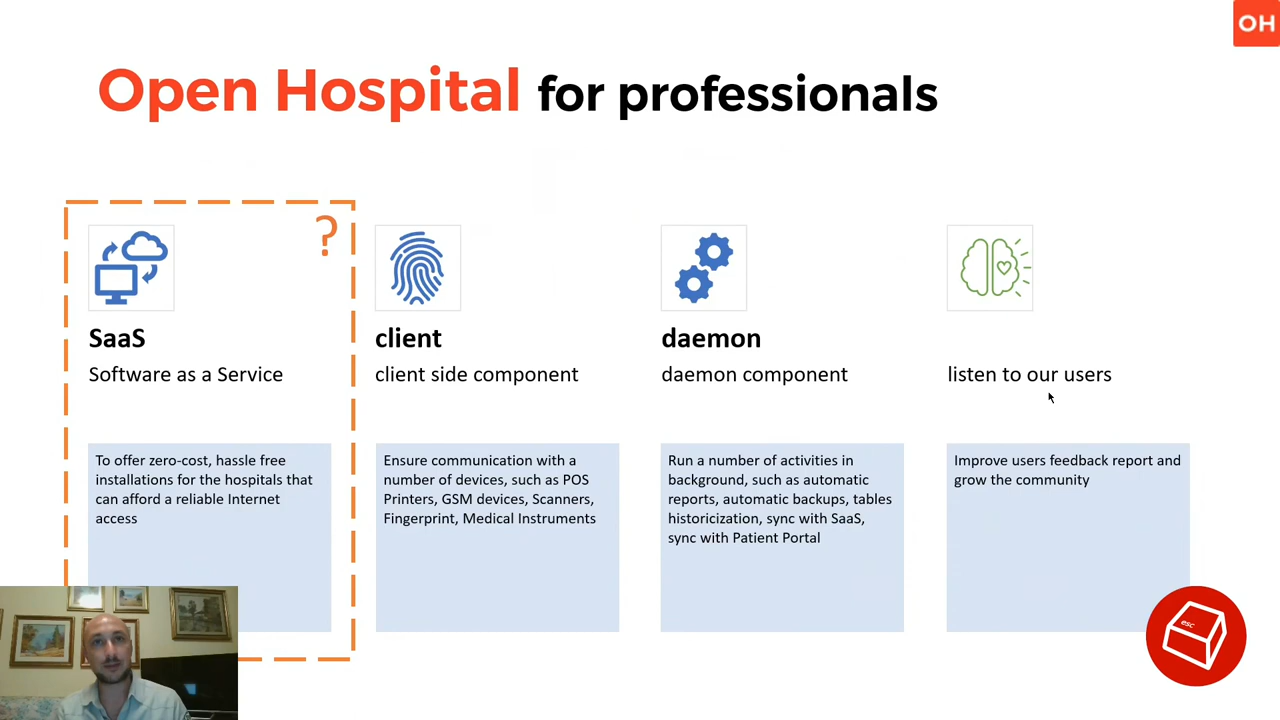 OH
Open Hospital for professionals
?
SaaS
Software as a Service
To offer zero-cost, hassle free
installations for the hospitals that
can afford a reliable Internet
access
client
client side component
Ensure communication with a
number of devices, such as POS
Printers, GSM devices, Scanners,
Fingerprint, Medical Instruments
daemon
daemon component
Run a number of activities in
background, such as automatic
reports, automatic backups, tables
historicization, sync with SaaS,
sync with Patient Portal
listen to our users
Improve users feedback report and
grow the community
esc